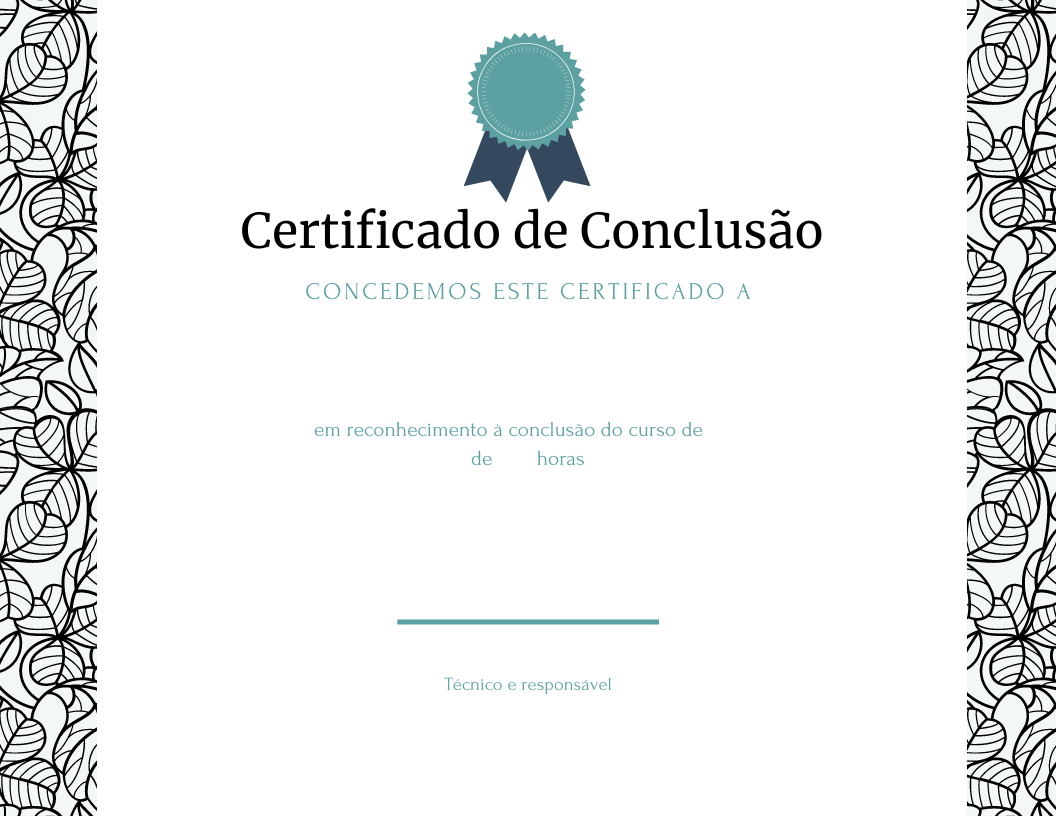 Certificado de Conclusão
CONCEDEMOS ESTE CERTIFICADO A
em reconhecimento à conclusão do curso de
de horas
Técnico e responsável